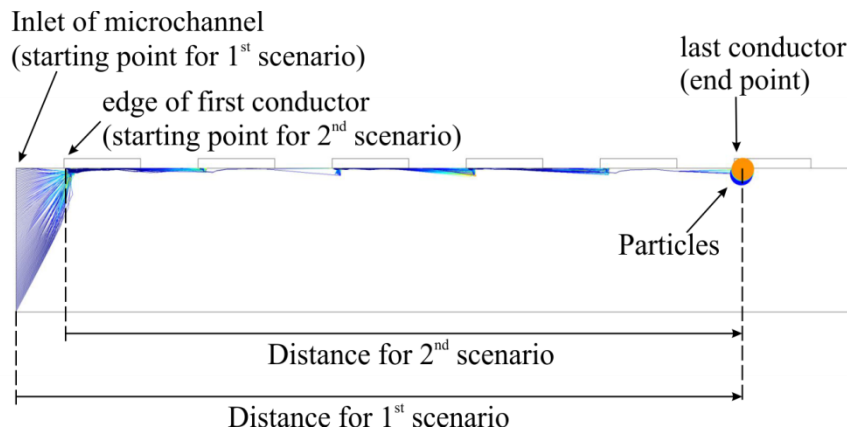 Inlet of microchannel
(starting point for 1st scenario)
edge of first conductor
(starting point for 2nd scenario)
last conductor
(end point)
Particles
Distance for 2nd scenario
Distance for 1st scenario